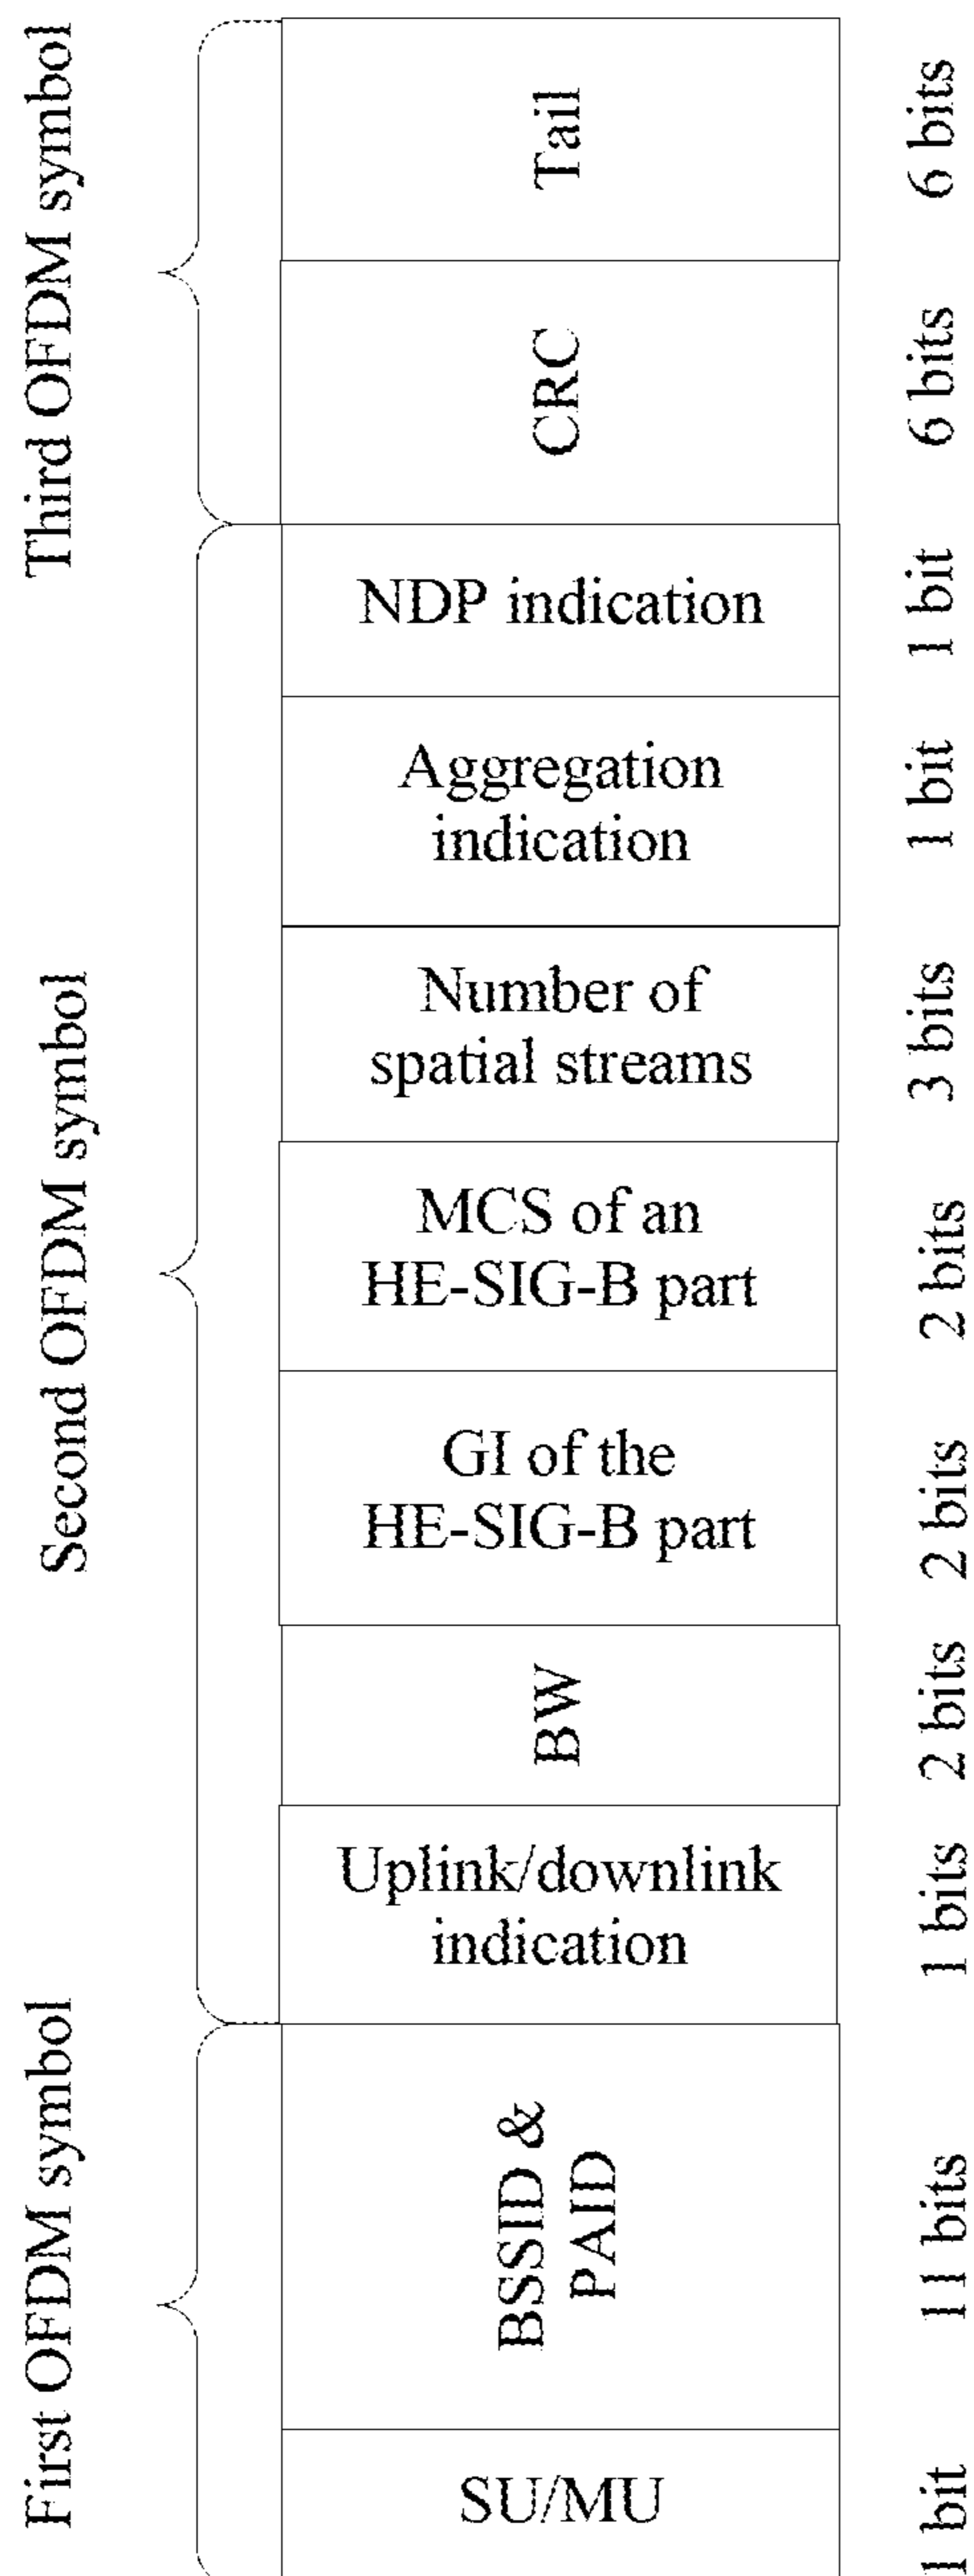 First OFDM symbol
Second OFDM symbol
Third OFDM symbol
SU/MU
BSSID &
PAID
Uplink/downlink
indication
BW
GI of the
HE-SIG-B part
MCS of an
HE-SIG-B part
Number of
spatial streams
Aggregation
indication
NDP indication
CRC
Tail
1 bit
11 bits
1 bits
2 bits
2 bits
2 bits
3 bits
1 bit
1 bit
6 bits
6 bits